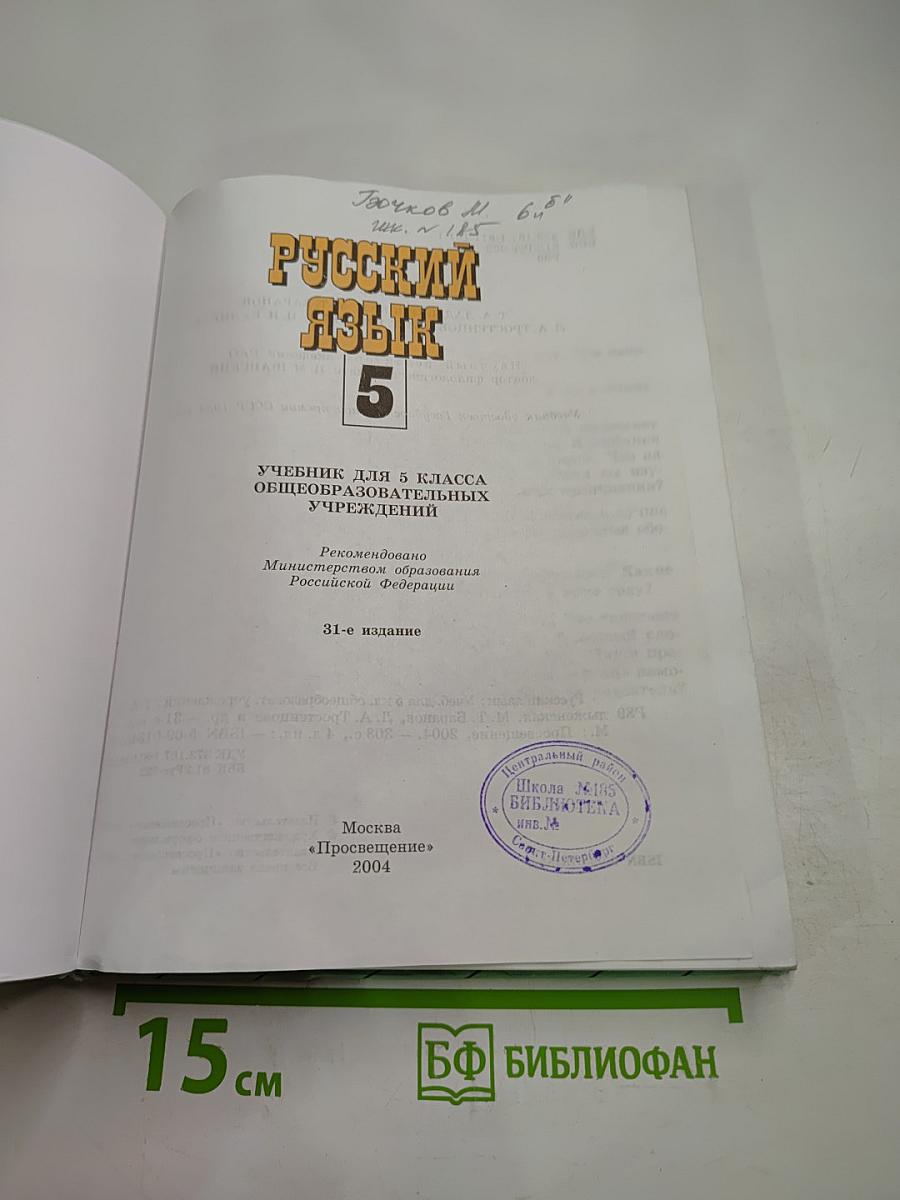 М. 6 „б"
шк. № 185
РУССКИЙ
ЯЗЫК
5
УЧЕБНИК ДЛЯ 5 КЛАССА
ОБЩЕОБРАЗОВАТЕЛЬНЫХ
УЧРЕЖДЕНИЙ
Рекомендовано
Министерством образования
Российской Федерации
31-е издание
Москва
«Просвещение»
2004
Центральный район
Школа №185
БИБЛИОТЕКА
инв.№
Санкт-Петербург
15 см
БФ БИБЛИОФАН